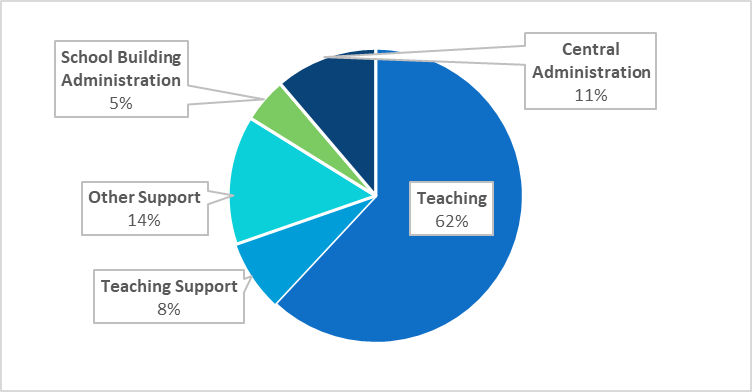 School Building
Administration
5%
Central
Administration
11%
Other Support
14%
Teaching
62%
Teaching Support
8%